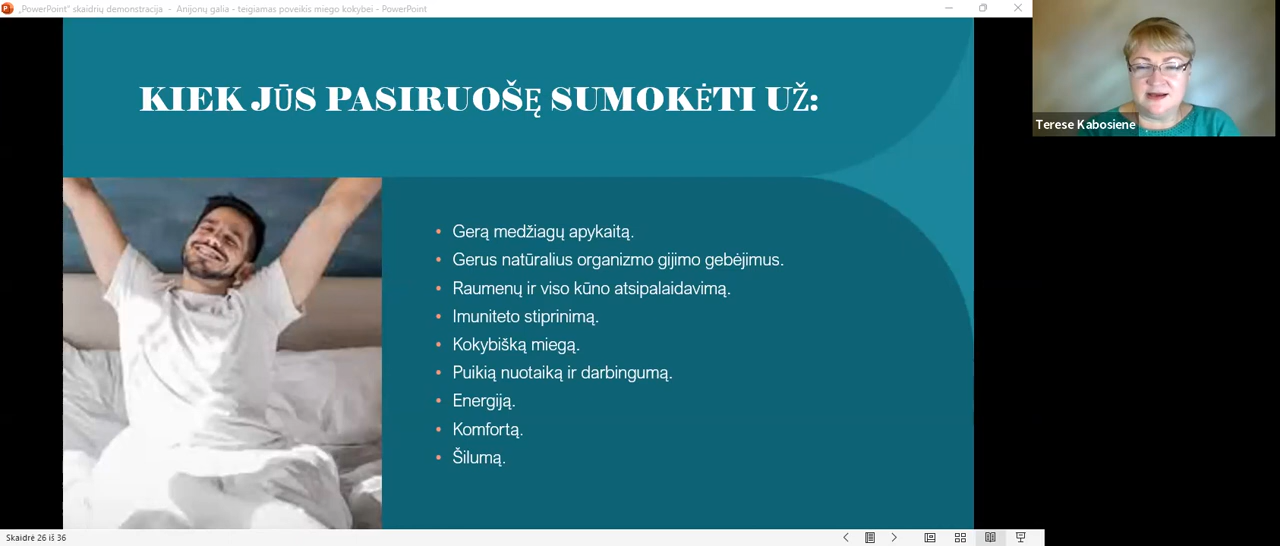 „PowerPoint" skaidrių demonstracija - Anijonų galia - teigiamas poveikis miego kokybei - PowerPoint
KIEK JŪS PASIRUOŠĘ SUMOKĖTI UŽ:
Terese Kabosiene
• Gerą medžiagų apykaitą.
• Gerus natūralius organizmo gijimo gebėjimus.
• Raumenų ir viso kūno atsipalaidavimą.
• Imuniteto stiprinimą.
• Kokybišką miegą.
• Puikią nuotaiką ir darbingumą.
• Energiją.
• Komfortą.
• Šilumą.
Skaidrė 26 iš 36